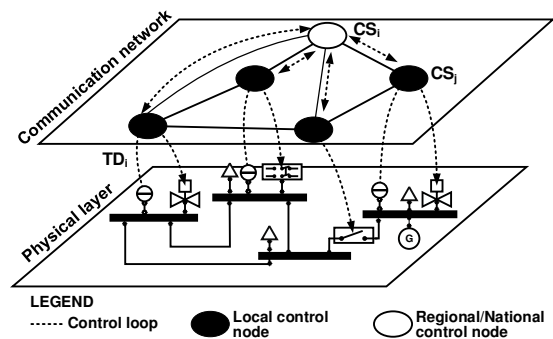 Communication network
CSi
CSj
TDi
Physical layer
G
LEGEND
Control loop
Local control
node
Regional/National
control node